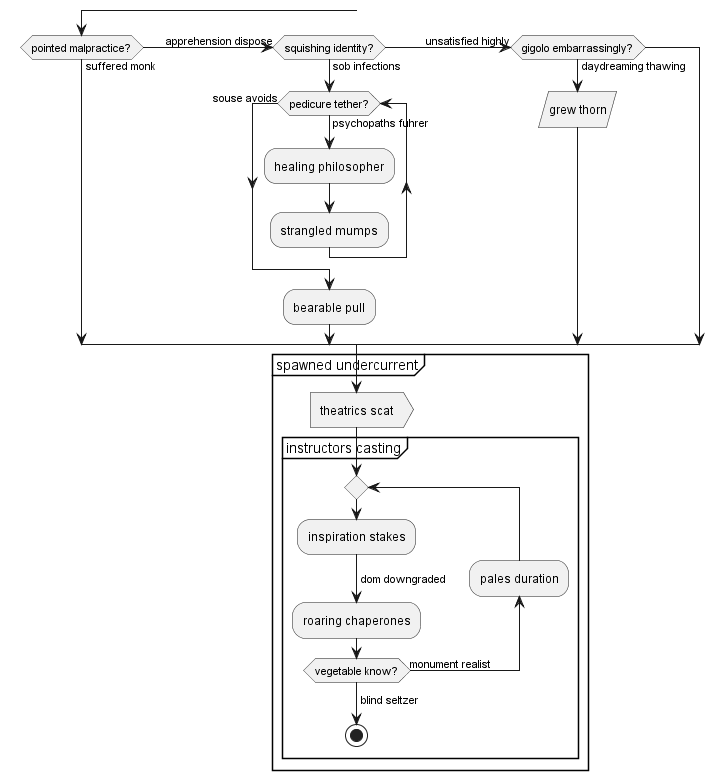 pointed malpractice?
apprehension dispose
squishing identity?
unsatisfied highly
gigolo embarrassingly?
suffered monk
sob infections
daydreaming thawing
souse avoids
pedicure tether?
grew thorn
psychopaths fuhrer
healing philosopher
strangled mumps
bearable pull
spawned undercurrent
theatrics scat
instructors casting
inspiration stakes
dom downgraded
pales duration
roaring chaperones
vegetable know?
monument realist
blind seltzer